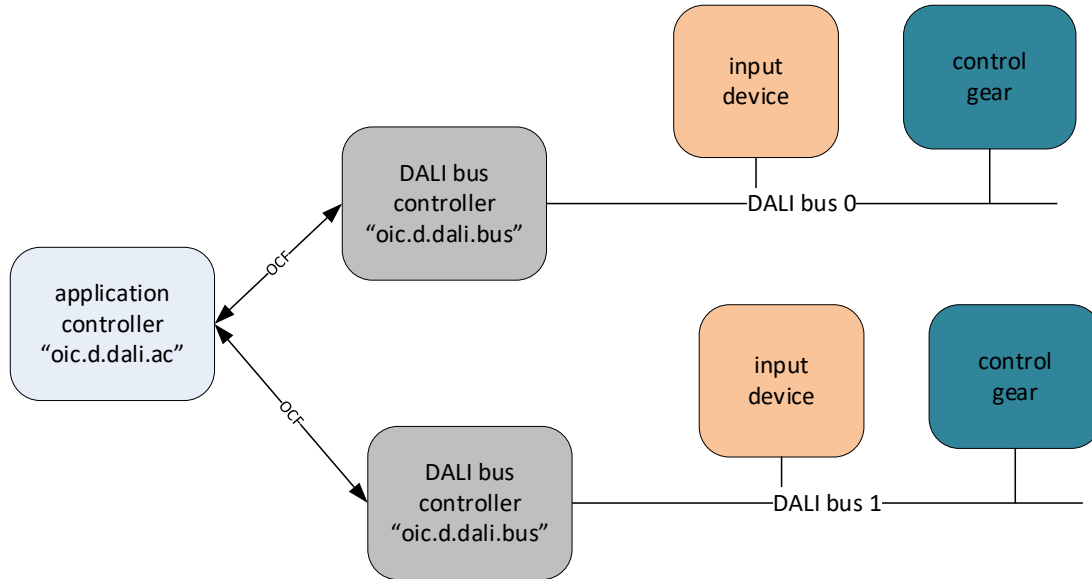 input
device
control
gear
DALI bus
controller
“oic.d.dali.bus”
DALI bus 0
OCF
application
controller
“oic.d.dali.ac”
input
device
control
gear
OCF
DALI bus
controller
“oic.d.dali.bus”
DALI bus 1